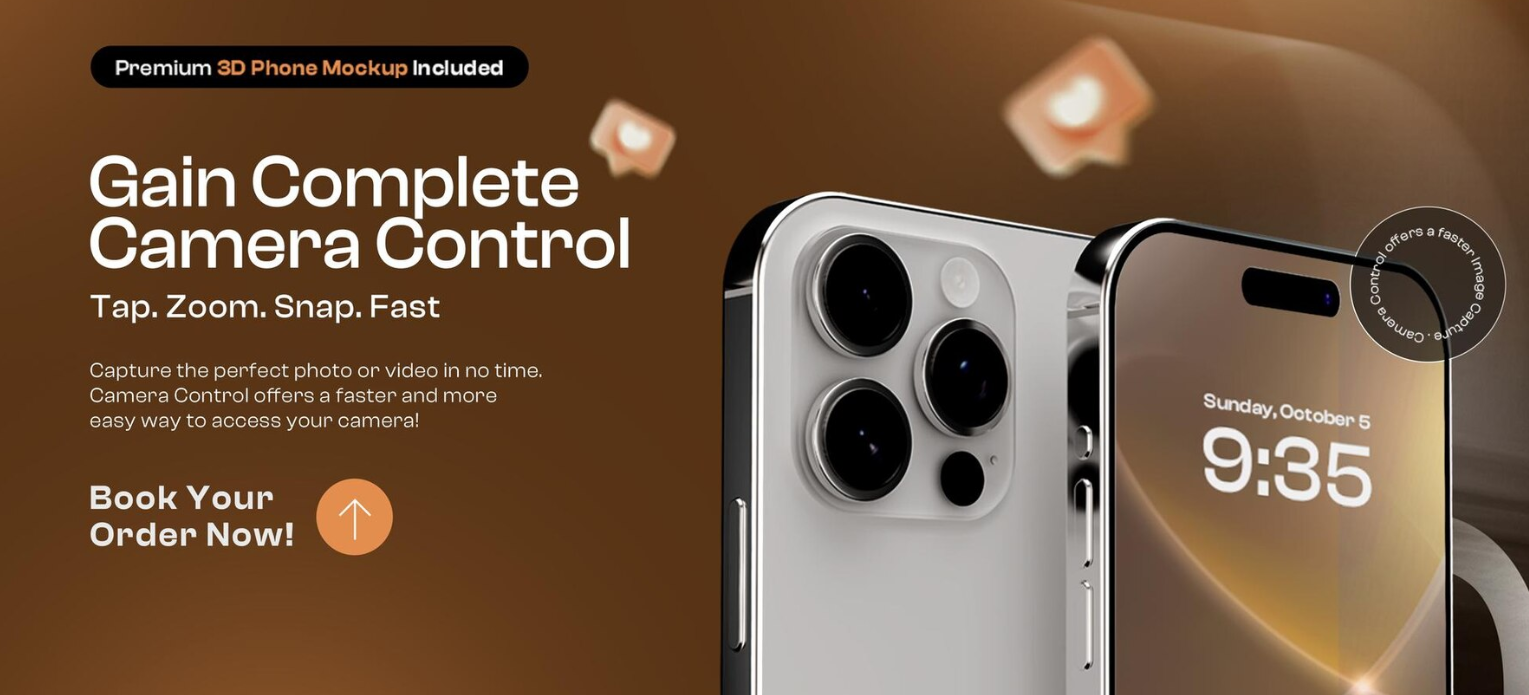 Premium 3D Phone Mockup Included
Gain Complete
Camera Control
Tap. Zoom. Snap. Fast
Capture the perfect photo or video in no time.
Camera Control offers a faster and more
easy way to access your camera!
Book Your
Order Now!
Camera Control offers a faster Image Capture .
Sunday, October 5
9:35